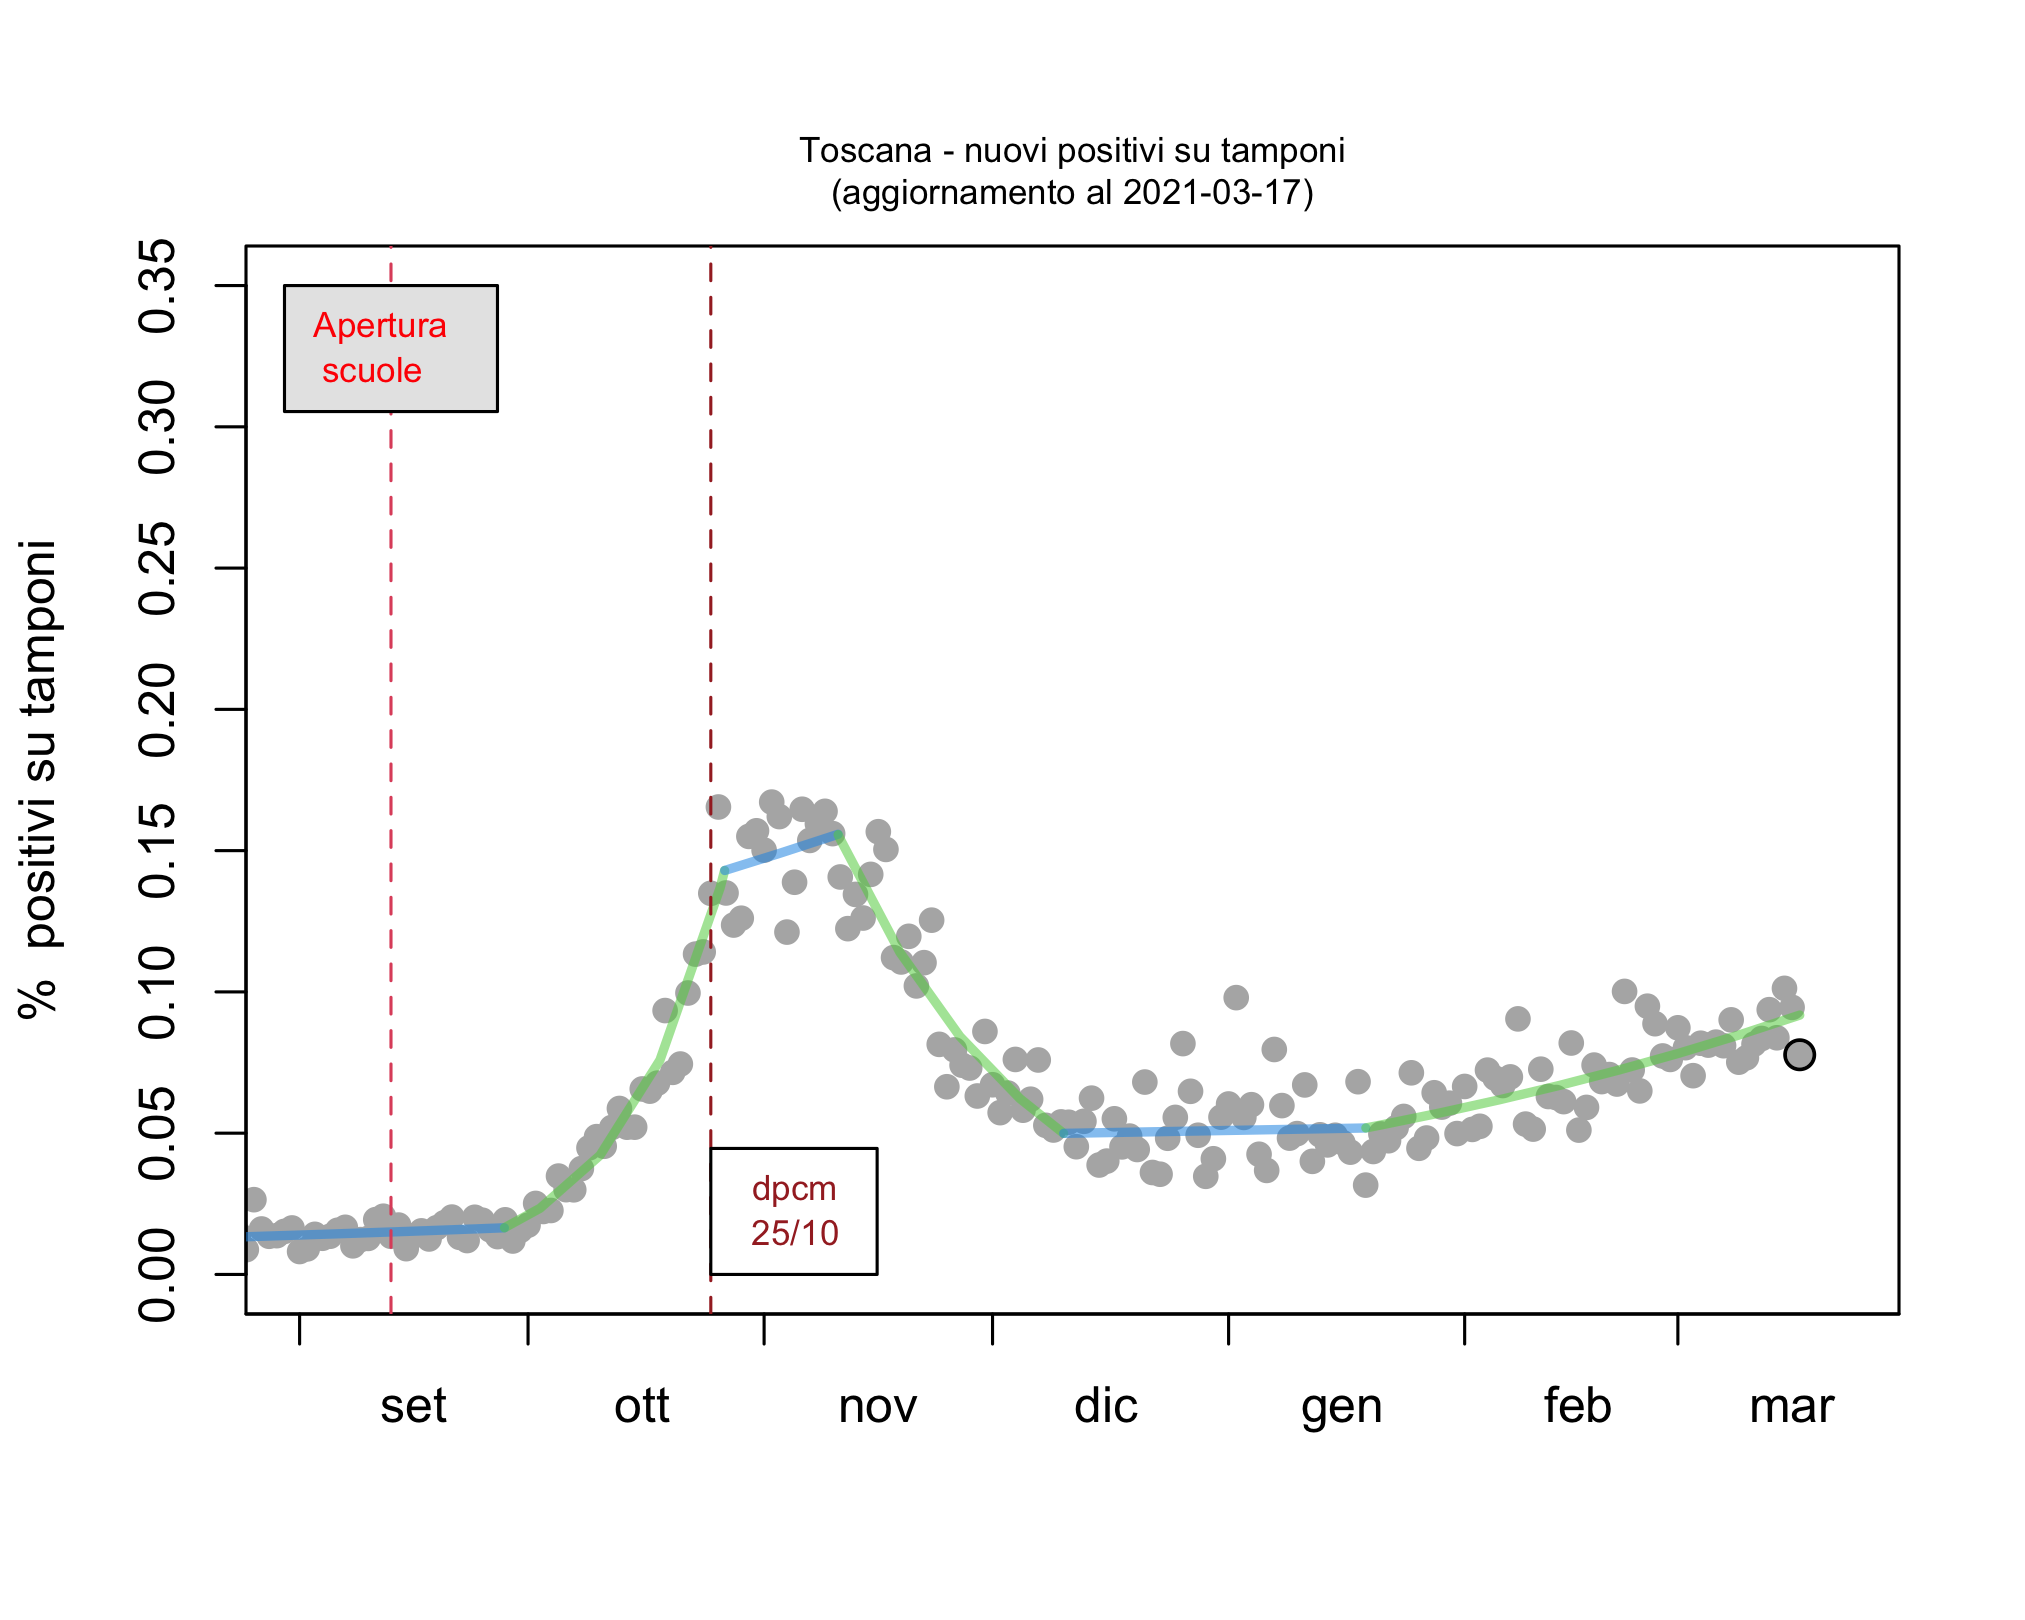 Toscana - nuovi positivi su tamponi
(aggiornamento al 2021-03-17)
% positivi su tamponi
0.35
0.30
0.25
0.20
0.15
0.10
0.05
0.00
Apertura
scuole
dpcm
25/10
set ott nov dic gen feb mar